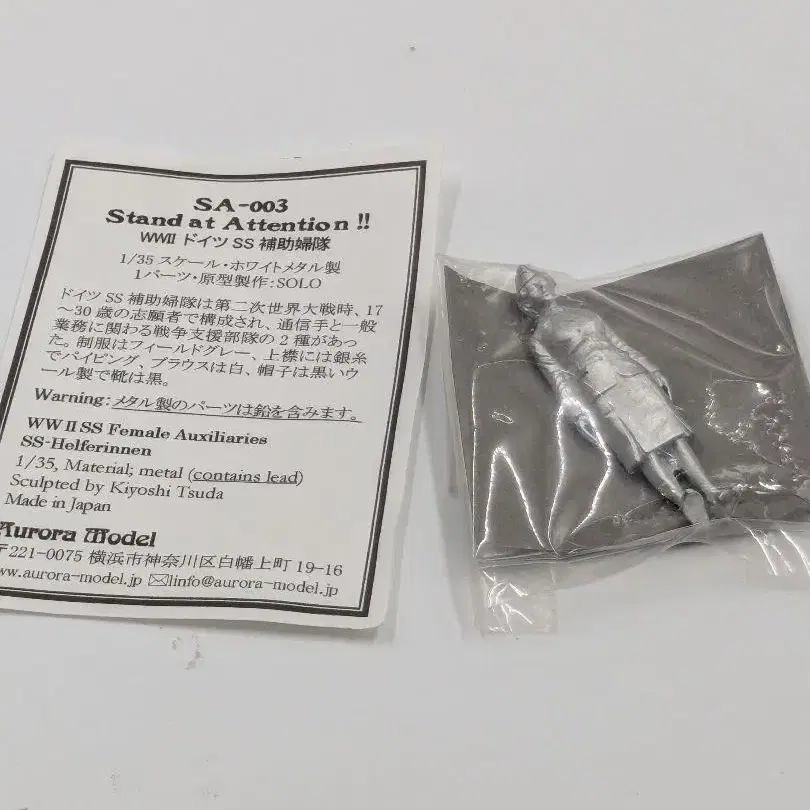 SA-003
Stand at Attention !!
WWII ドイツ SS 補助婦隊
1/35 スケール・ホワイトメタル製
1パーツ・原型製作：SOLO
ドイツ SS 補助婦隊は第二次世界大戦時、17
～30 歳の志願者で構成され、通信手と一般
業務に関わる戦争支援部隊の 2 種があっ
た。制服はフィールドグレー、上襟には銀糸
でパイピング、ブラウスは白、帽子は黒いウ
ール製で靴は黒。
Warning: メタル製のパーツは鉛を含みます。
WW II SS Female Auxiliaries
SS-Helferinnen
1/35, Material; metal (contains lead)
Sculpted by Kiyoshi Tsuda
Made in Japan
Aurora Model
〒221-0075 横浜市神奈川区白幡上町 19-16
www.aurora-model.jp ✉info@aurora-model.jp